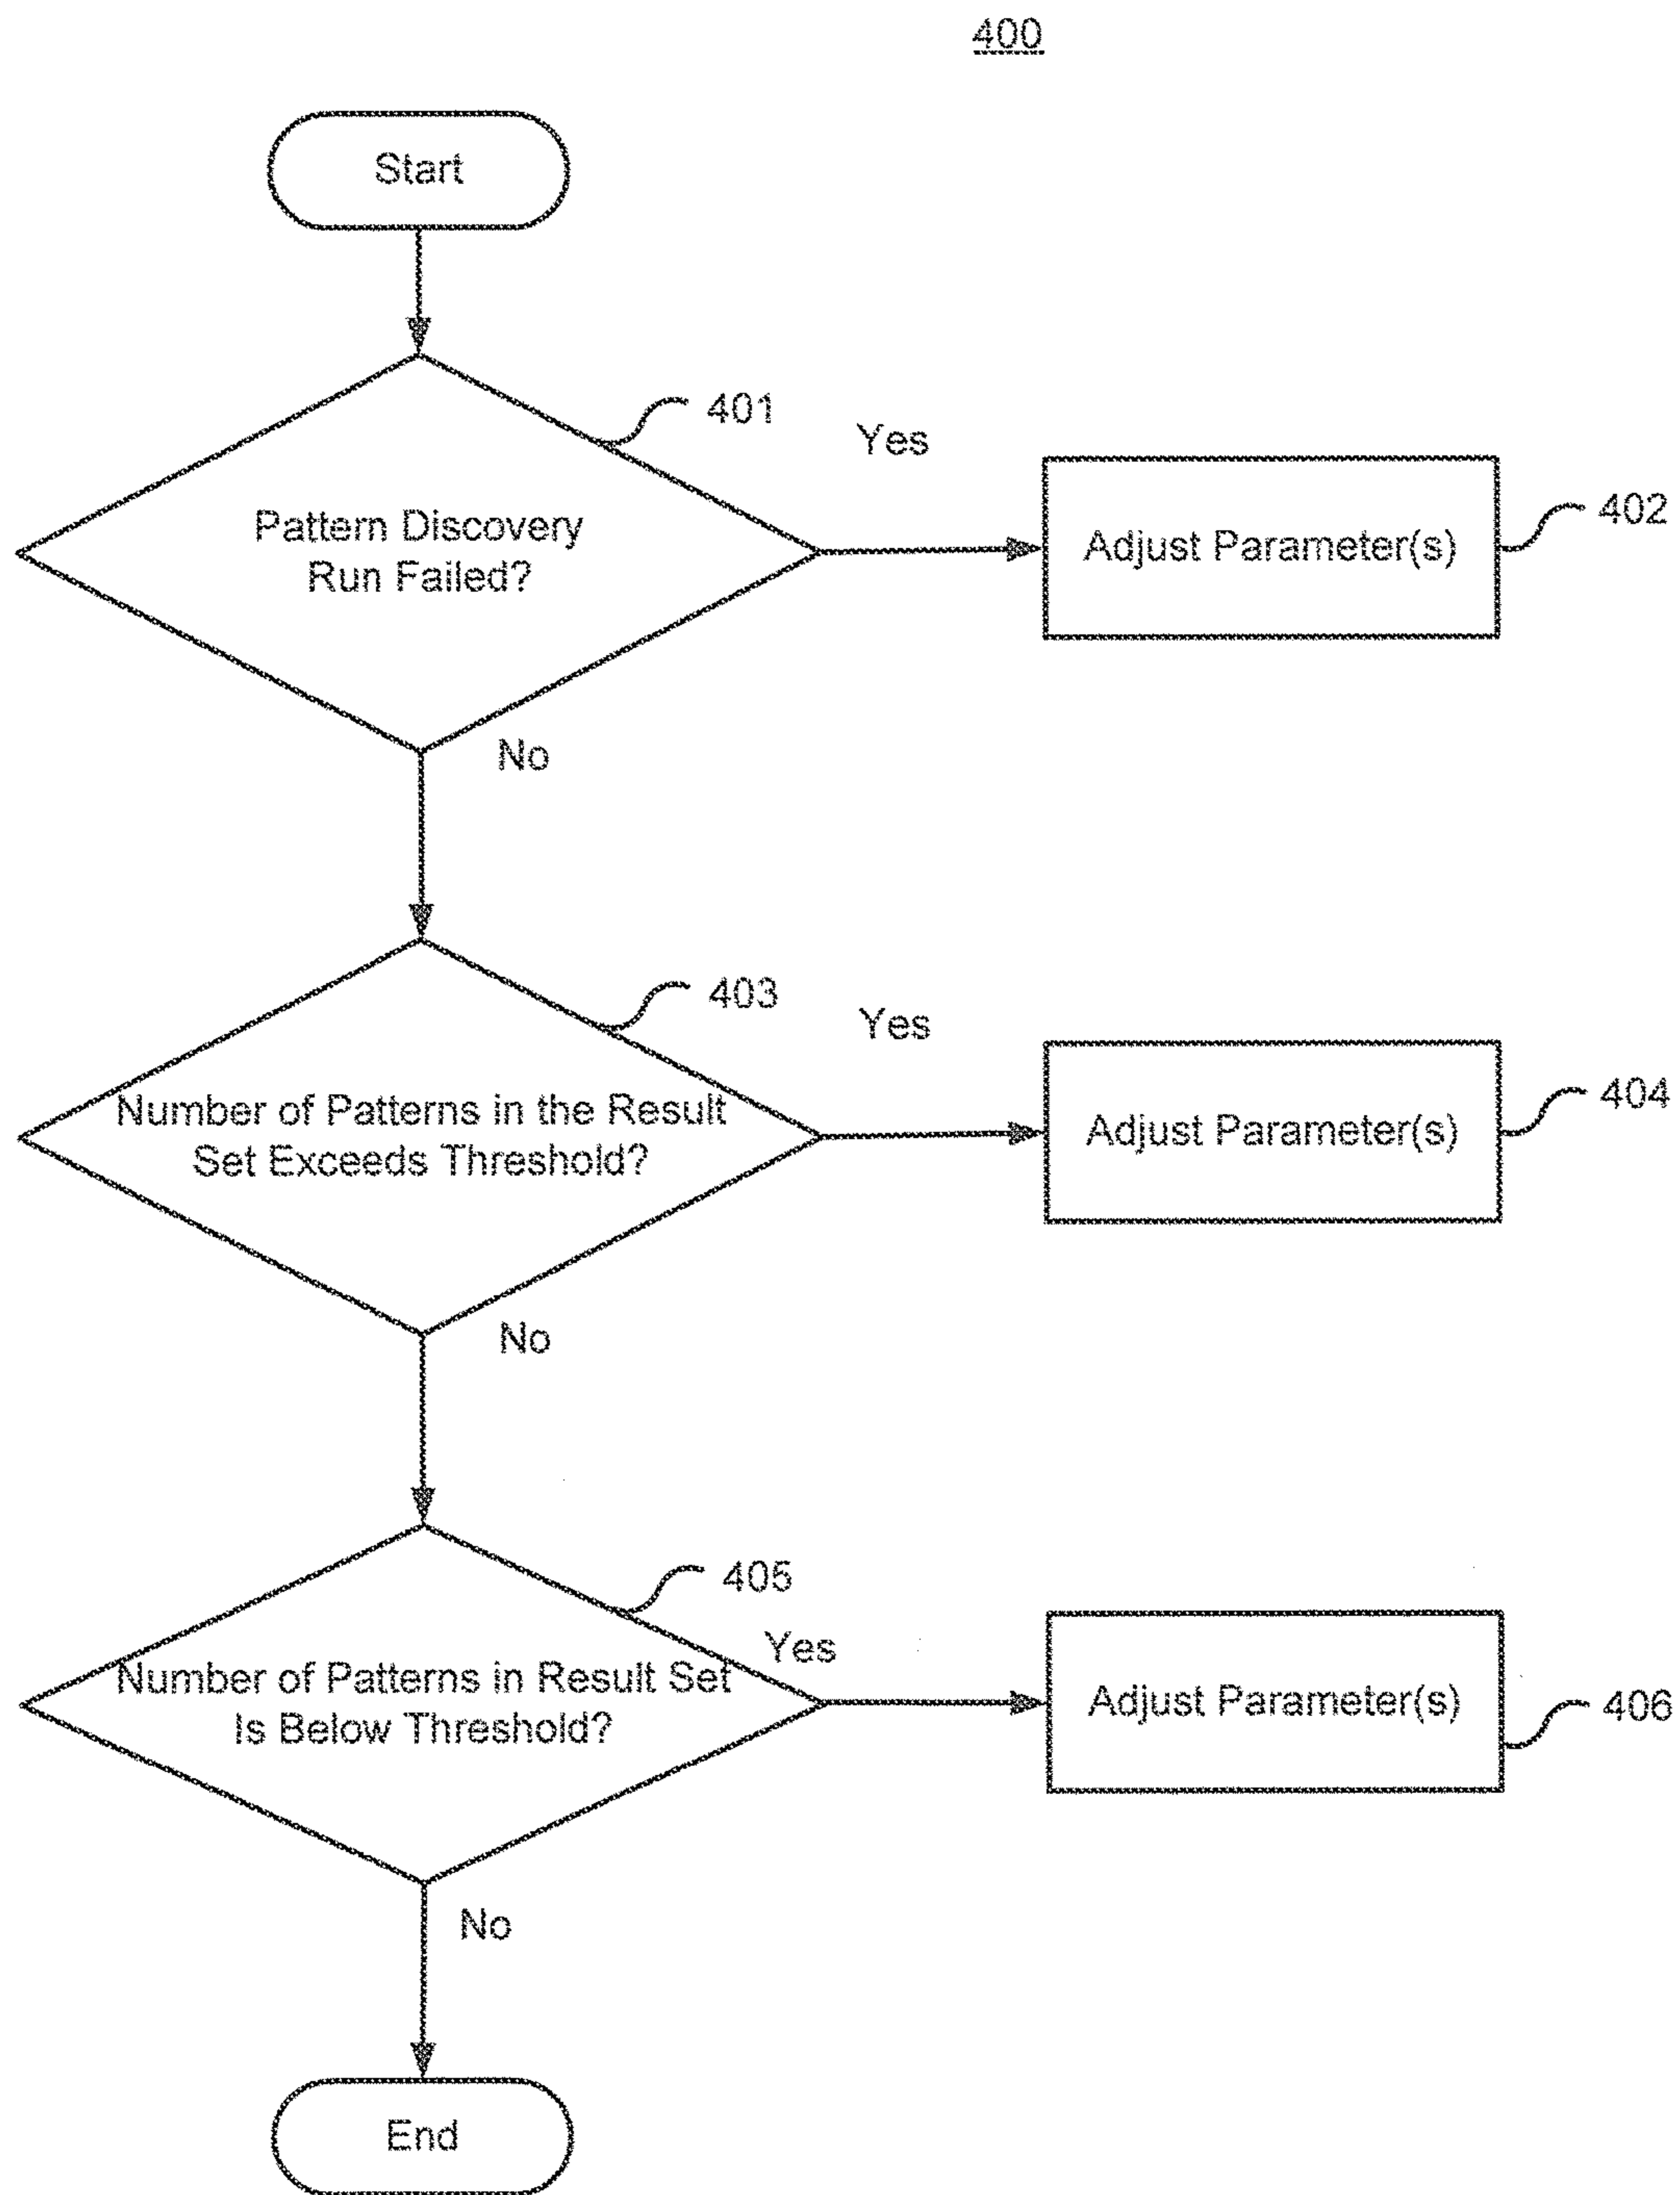 400
Start
401
Yes
Pattern Discovery
Run Failed?
Adjust Parameter(s)
402
No
403
Yes
Number of Patterns in the Result
Set Exceeds Threshold?
Adjust Parameter(s)
404
No
405
Yes
Number of Patterns in Result Set
Is Below Threshold?
Adjust Parameter(s)
406
No
End